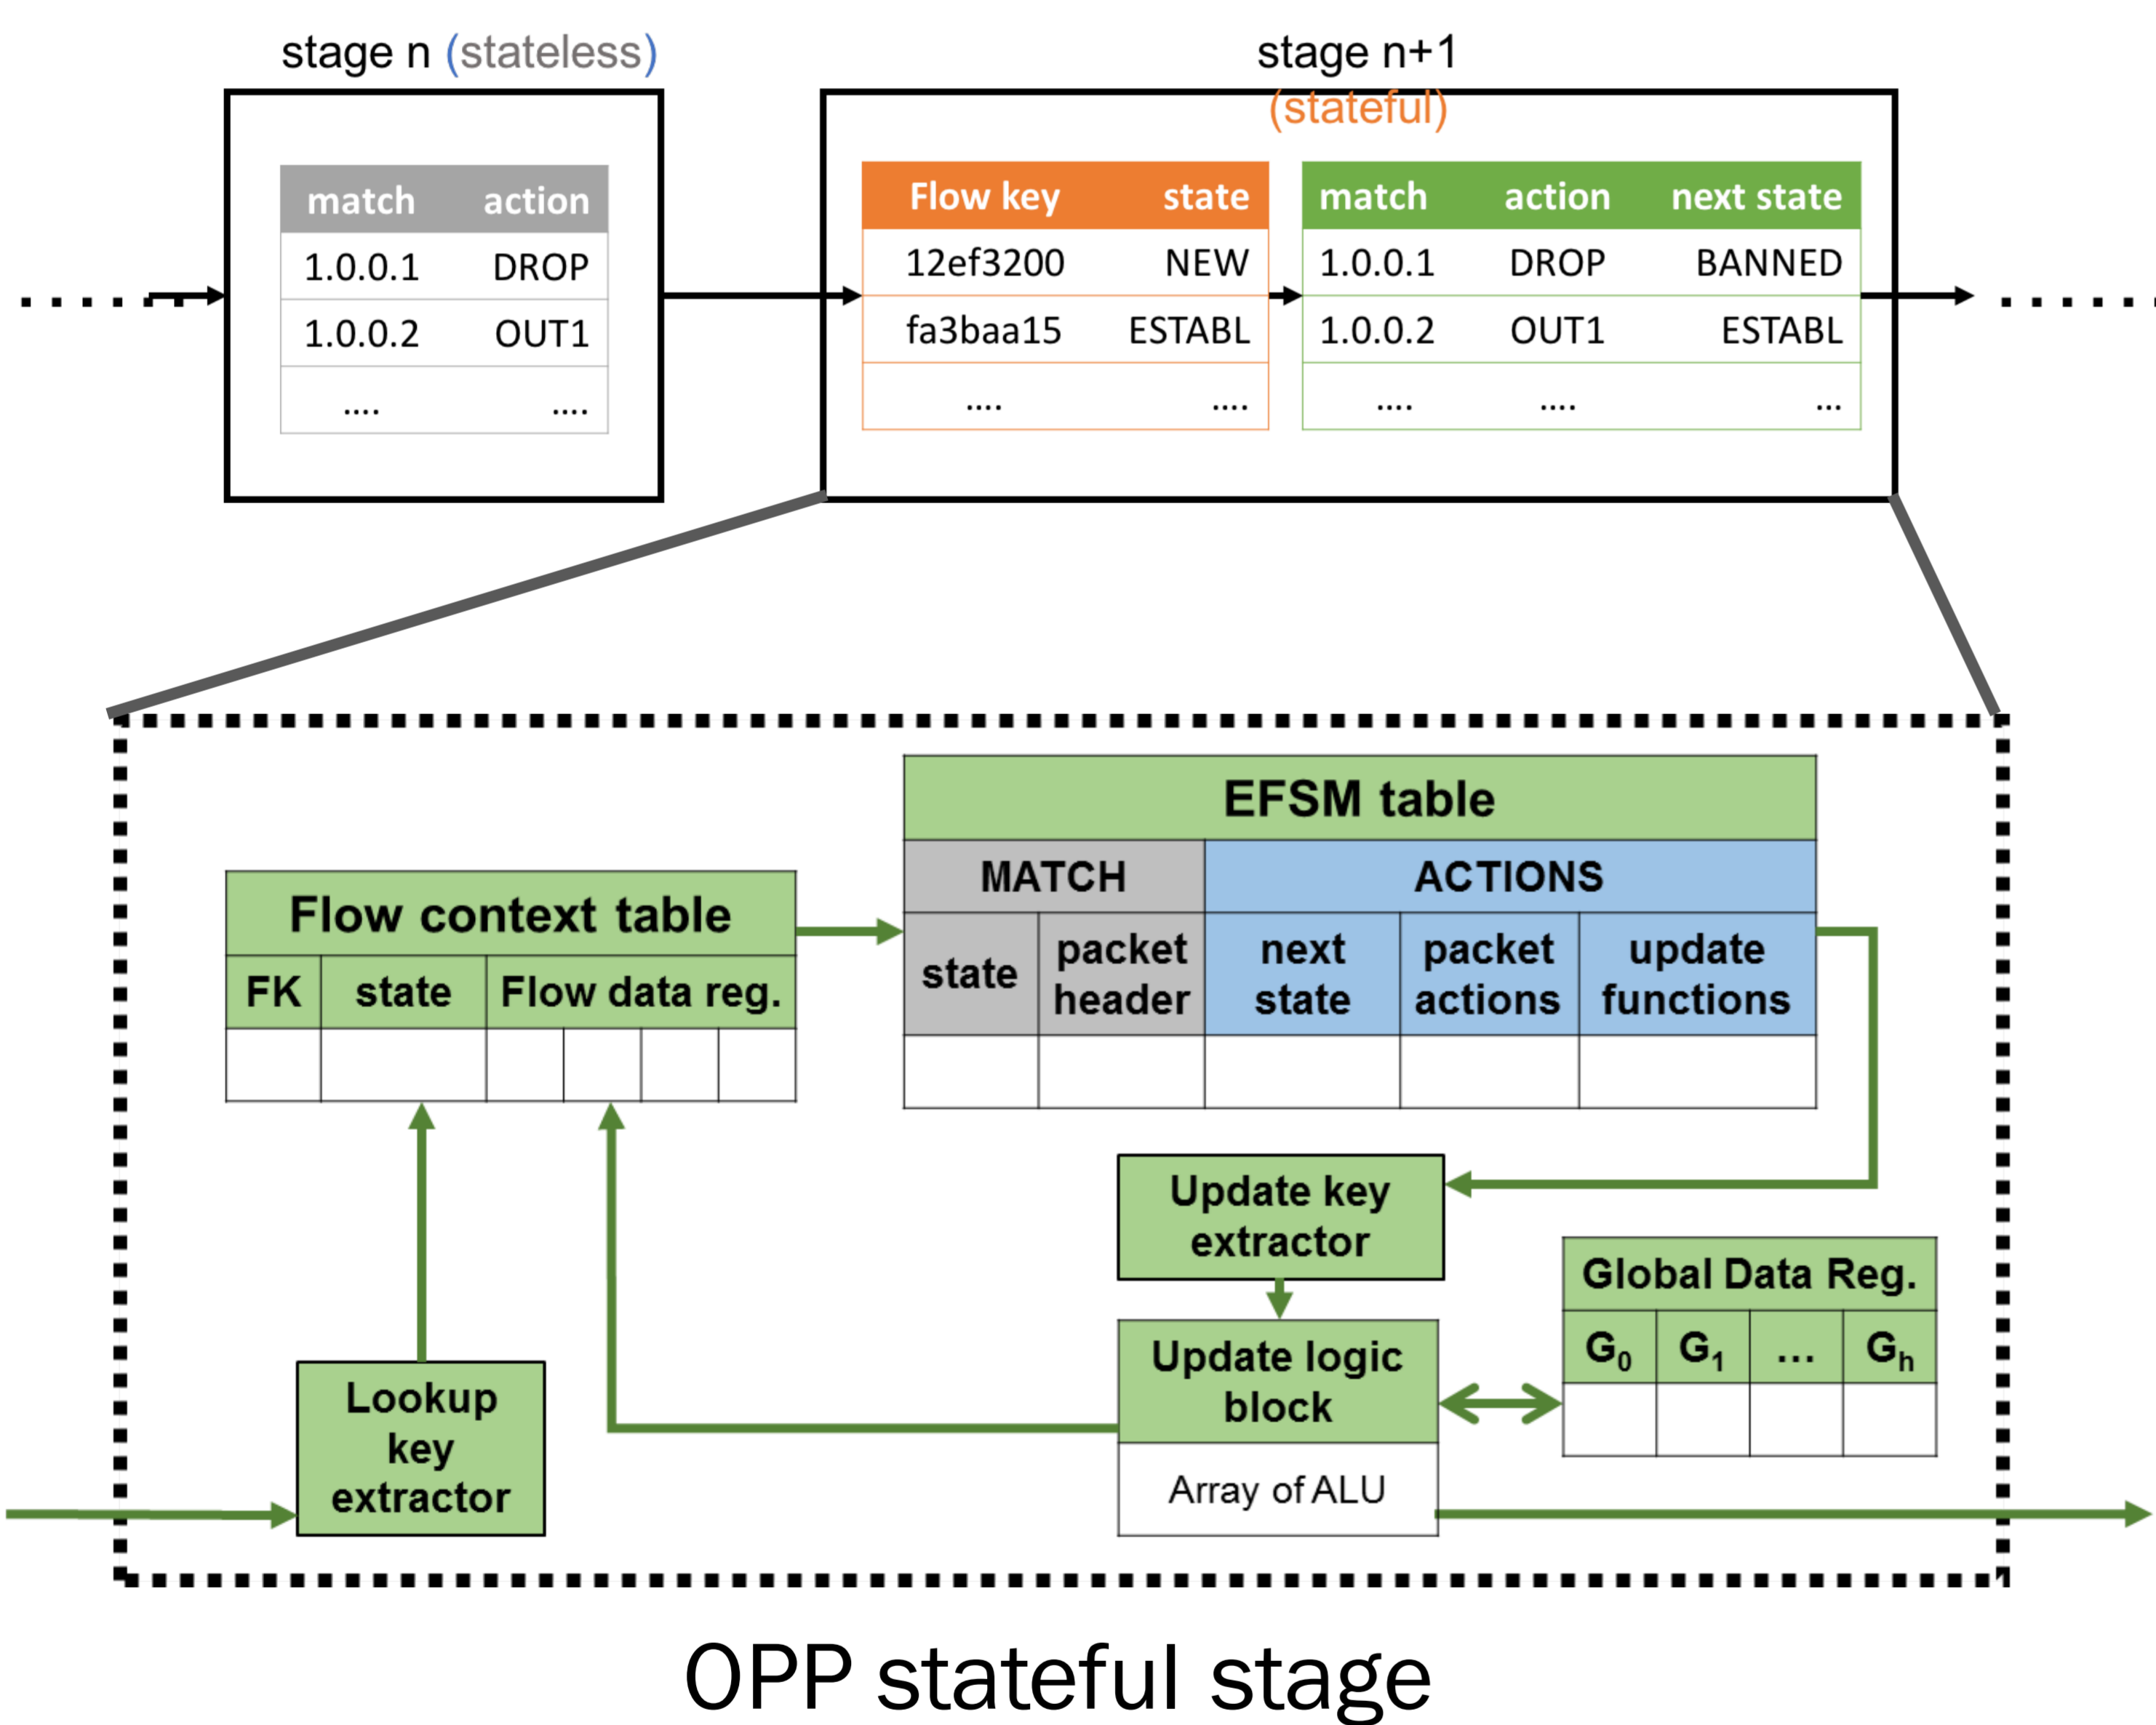 stage n (stateless)
stage n+1
(stateful)
match action
1.0.0.1 DROP
1.0.0.2 OUT1
.... ....
Flow key state
12ef3200 NEW
fa3baa15 ESTABL
.... ....
match action next state
1.0.0.1 DROP BANNED
1.0.0.2 OUT1 ESTABL
.... .... ...
EFSM table
MATCH ACTIONS
state
packet
header
next
state
packet
actions
update
functions
Flow context table
FK state Flow data reg.
Update key
extractor
Global Data Reg.
G0 G1 ... Gh
Update logic
block
Array of ALU
Lookup
key
extractor
OPP stateful stage